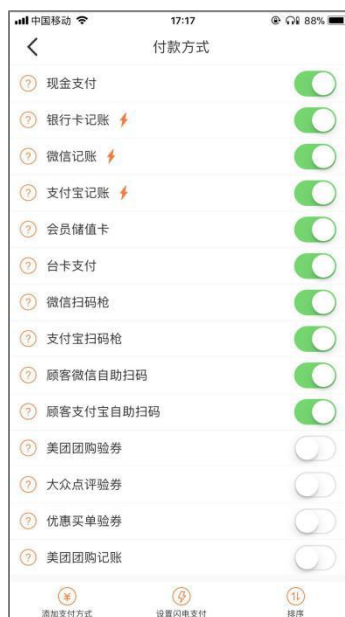 中国移动 17:17 88%
付款方式
现金支付
银行卡记账
微信记账
支付宝记账
会员储值卡
台卡支付
微信扫码枪
支付宝扫码枪
顾客微信自助扫码
顾客支付宝自助扫码
美团团购验券
大众点评验券
优惠买单验券
美团团购记账
添加支付方式 设置闪电支付 排序